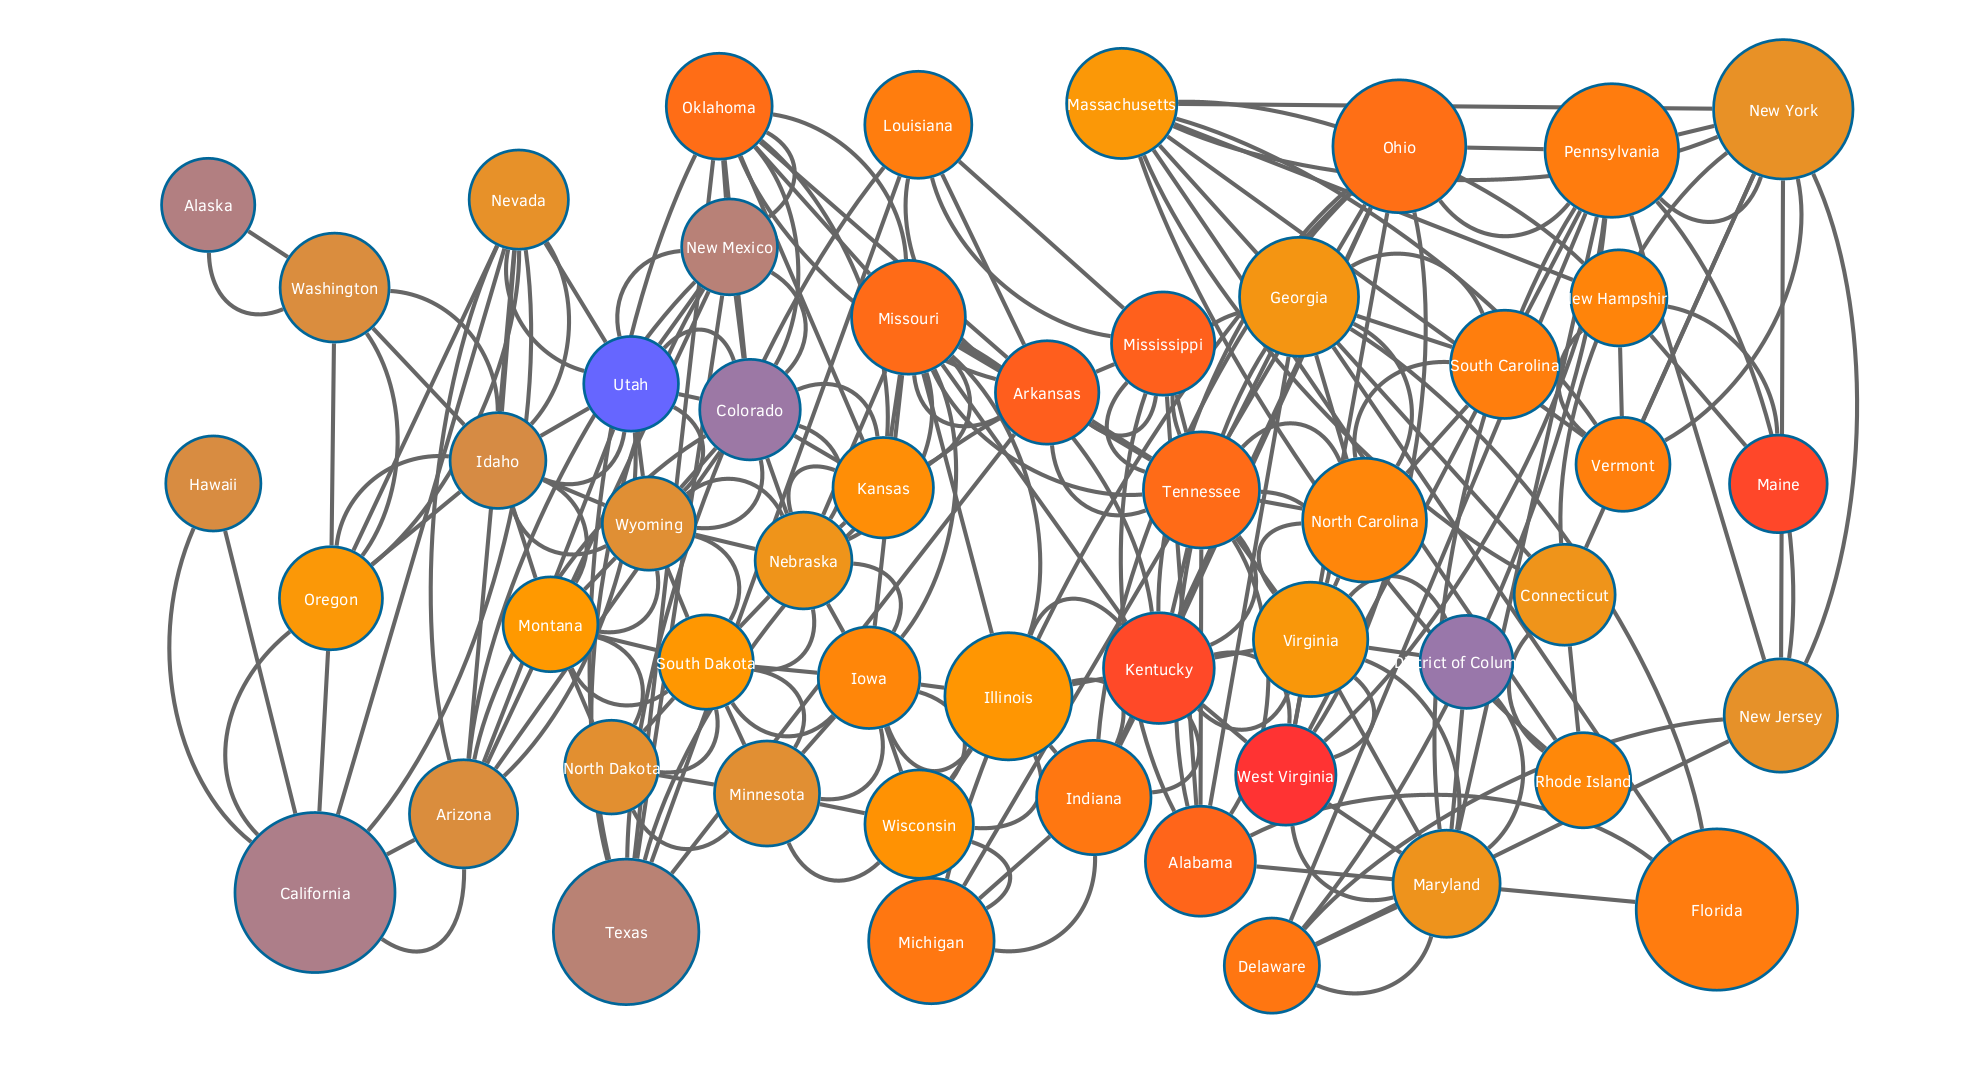 Oklahoma
Louisiana
Massachusetts
Ohio
Pennsylvania
New York
Alaska
Nevada
New Mexico
Washington
Missouri
Georgia
ew Hampshir
Mississippi
South Carolina
Utah
Colorado
Arkansas
Idaho
Hawaii
Kansas
Tennessee
Vermont
Maine
Wyoming
North Carolina
Nebraska
Oregon
Montana
Connecticut
Virginia
South Dakota
Iowa
Illinois
Kentucky
trict of Colum
New Jersey
North Dakota
Minnesota
Indiana
West Virginia
Rhode Island
Arizona
Wisconsin
Alabama
California
Maryland
Texas
Michigan
Delaware
Florida